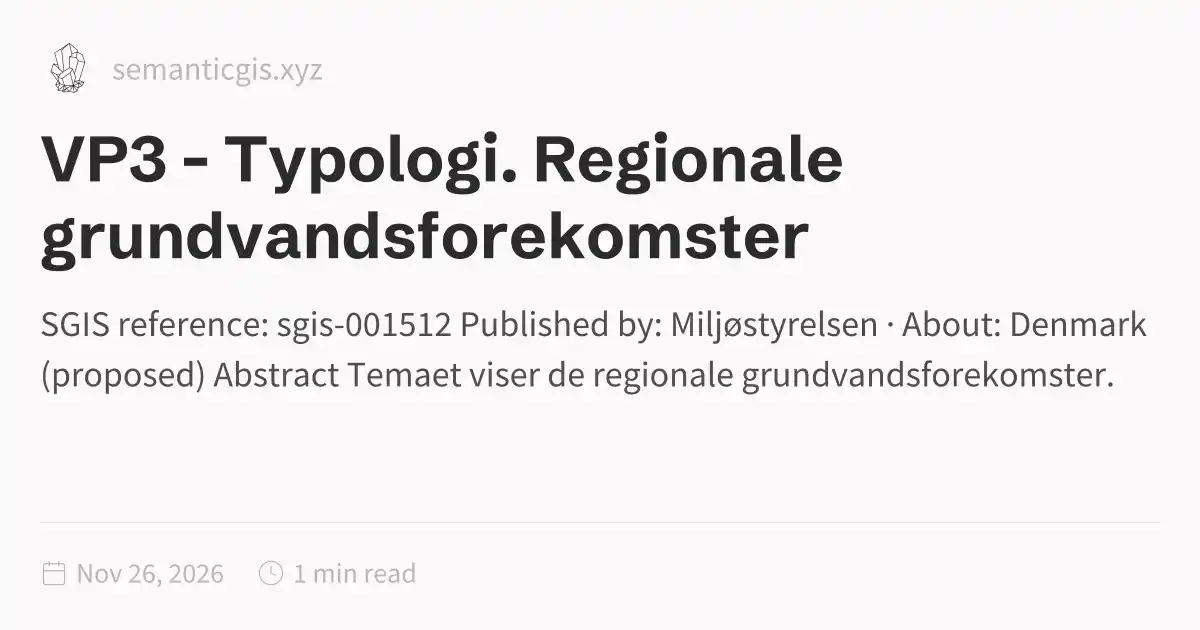 semanticgis.xyz
VP3 - Typologi. Regionale
grundvandsforekomster
SGIS reference: sgis-001512 Published by: Miljøstyrelsen · About: Denmark
(proposed) Abstract Temaet viser de regionale grundvandsforekomster.
Nov 26, 2026 1 min read